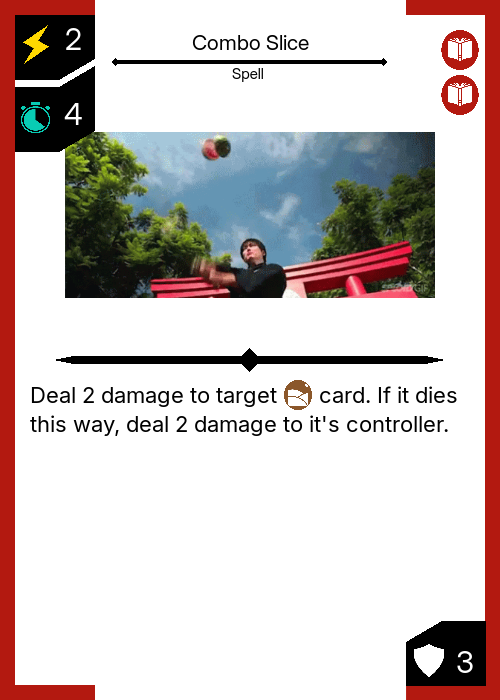 2
Combo Slice
Spell
4
Deal 2 damage to target card. If it dies
this way, deal 2 damage to it's controller.
3